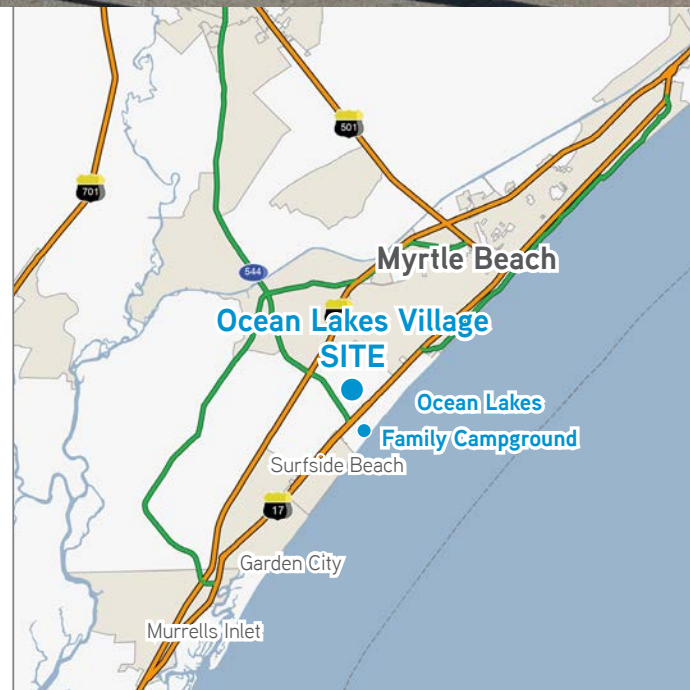 501
701
Myrtle Beach
544
Ocean Lakes Village
SITE
Ocean Lakes
Family Campground
Surfside Beach
17
Garden City
Murrells Inlet